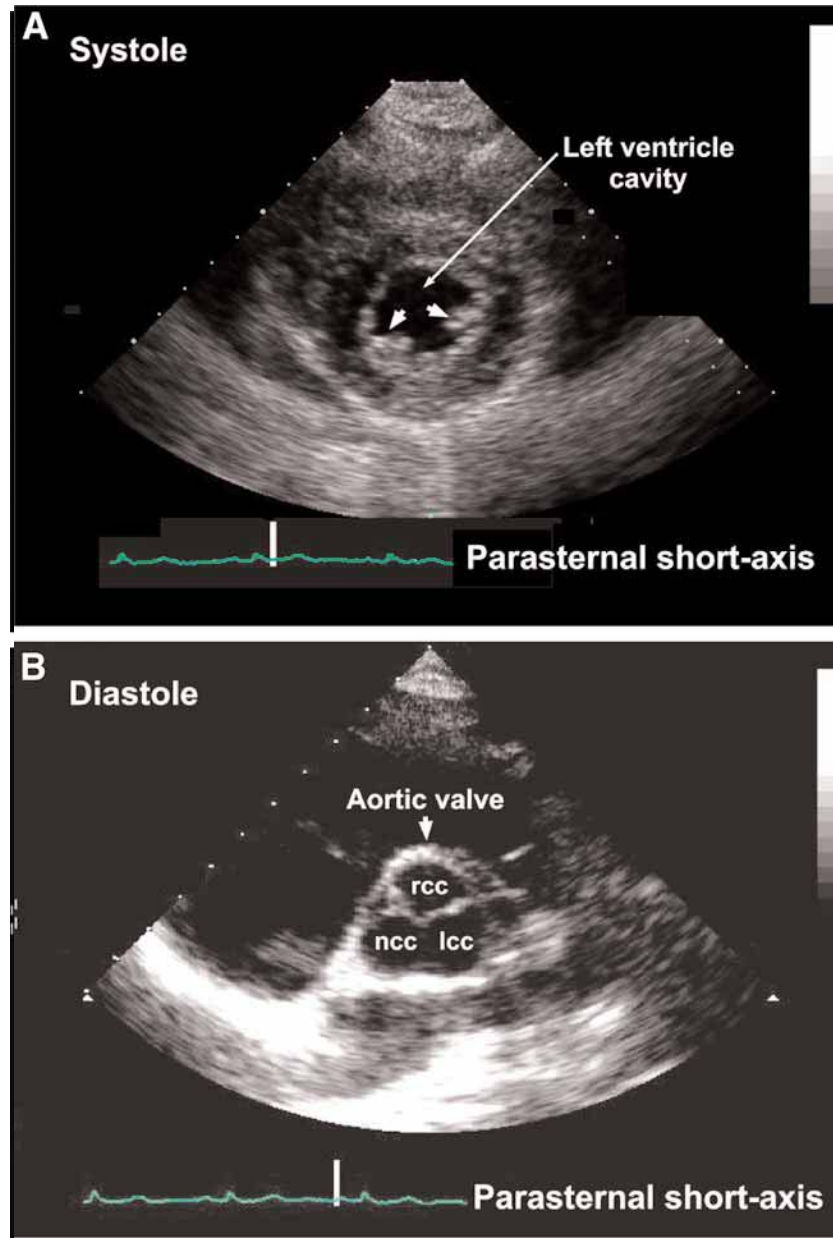 A
Systole
Left ventricle
cavity
Parasternal short-axis
B
Diastole
Aortic valve
rcc
ncc lcc
Parasternal short-axis